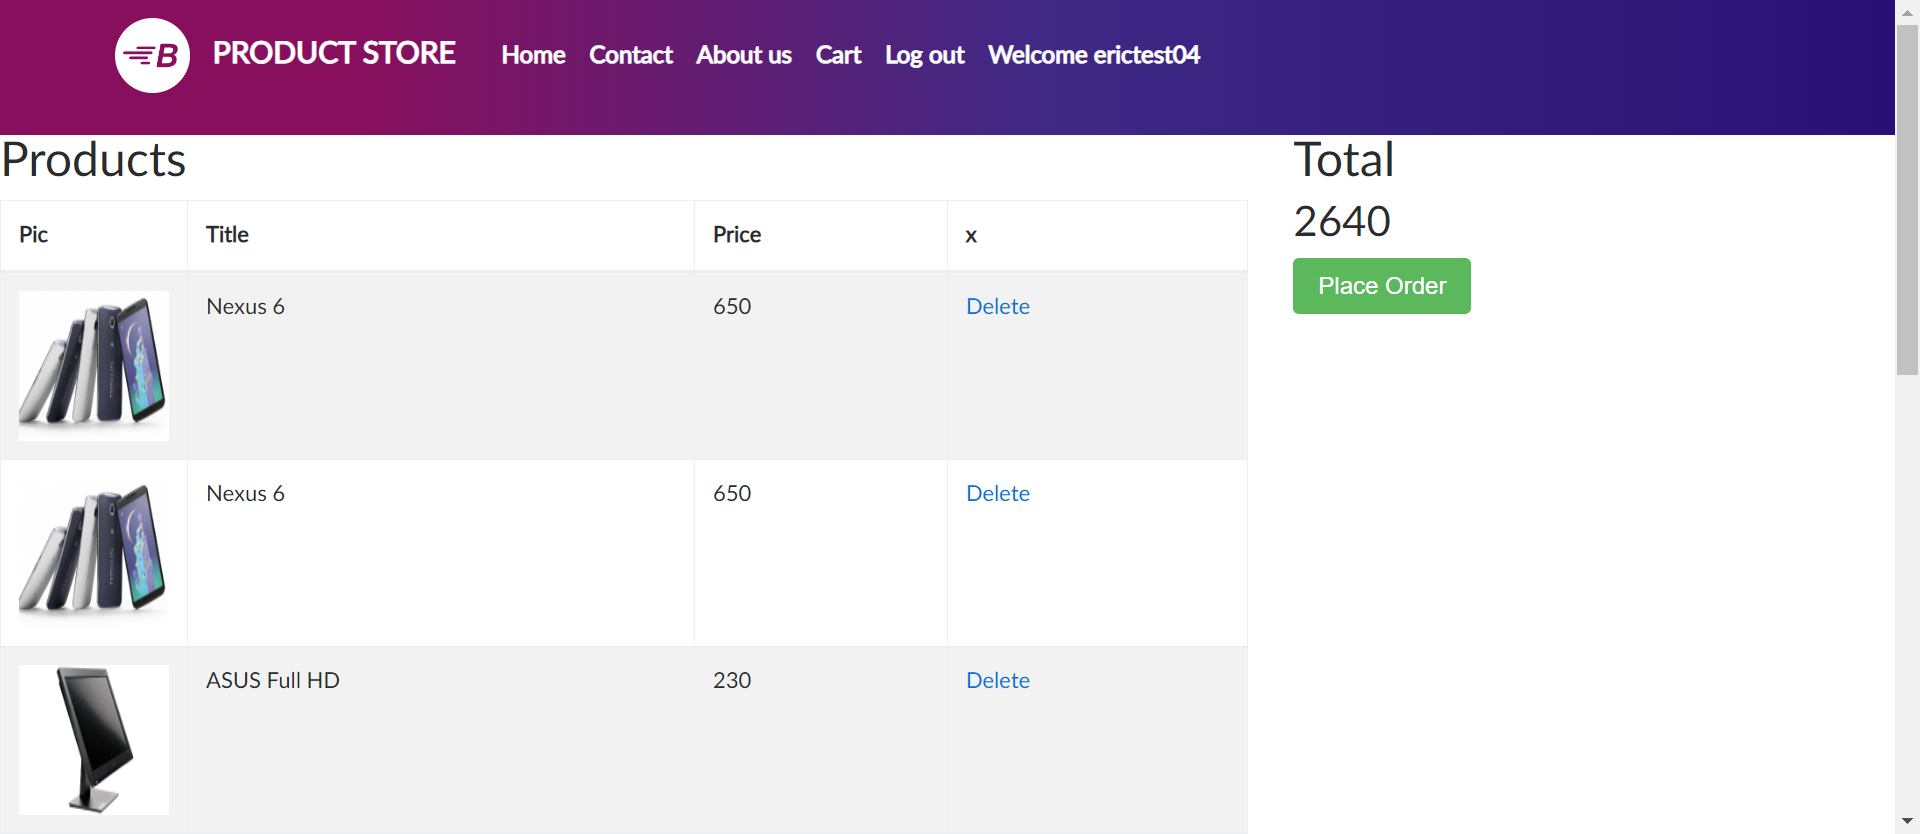 B PRODUCT STORE Home Contact About us Cart Log out Welcome erictest04
Products
Total
2640
Place Order
Pic Title Price x
Nexus 6 650 Delete
Nexus 6 650 Delete
ASUS Full HD 230 Delete